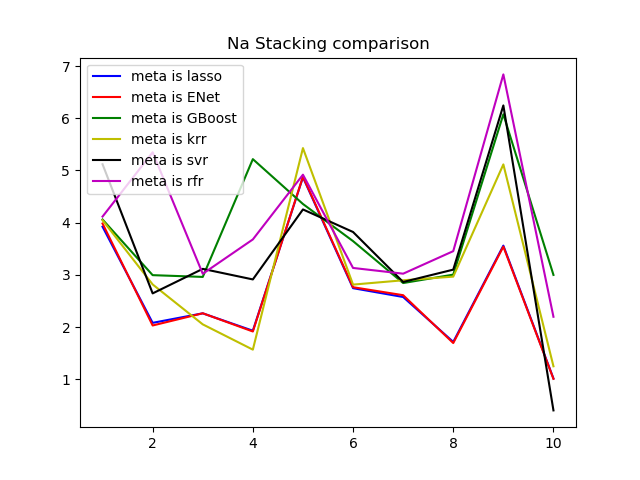 Na Stacking comparison
7
6
5
4
3
2
1
meta is lasso
meta is ENet
meta is GBoost
meta is krr
meta is svr
meta is rfr
2
4
6
8
10